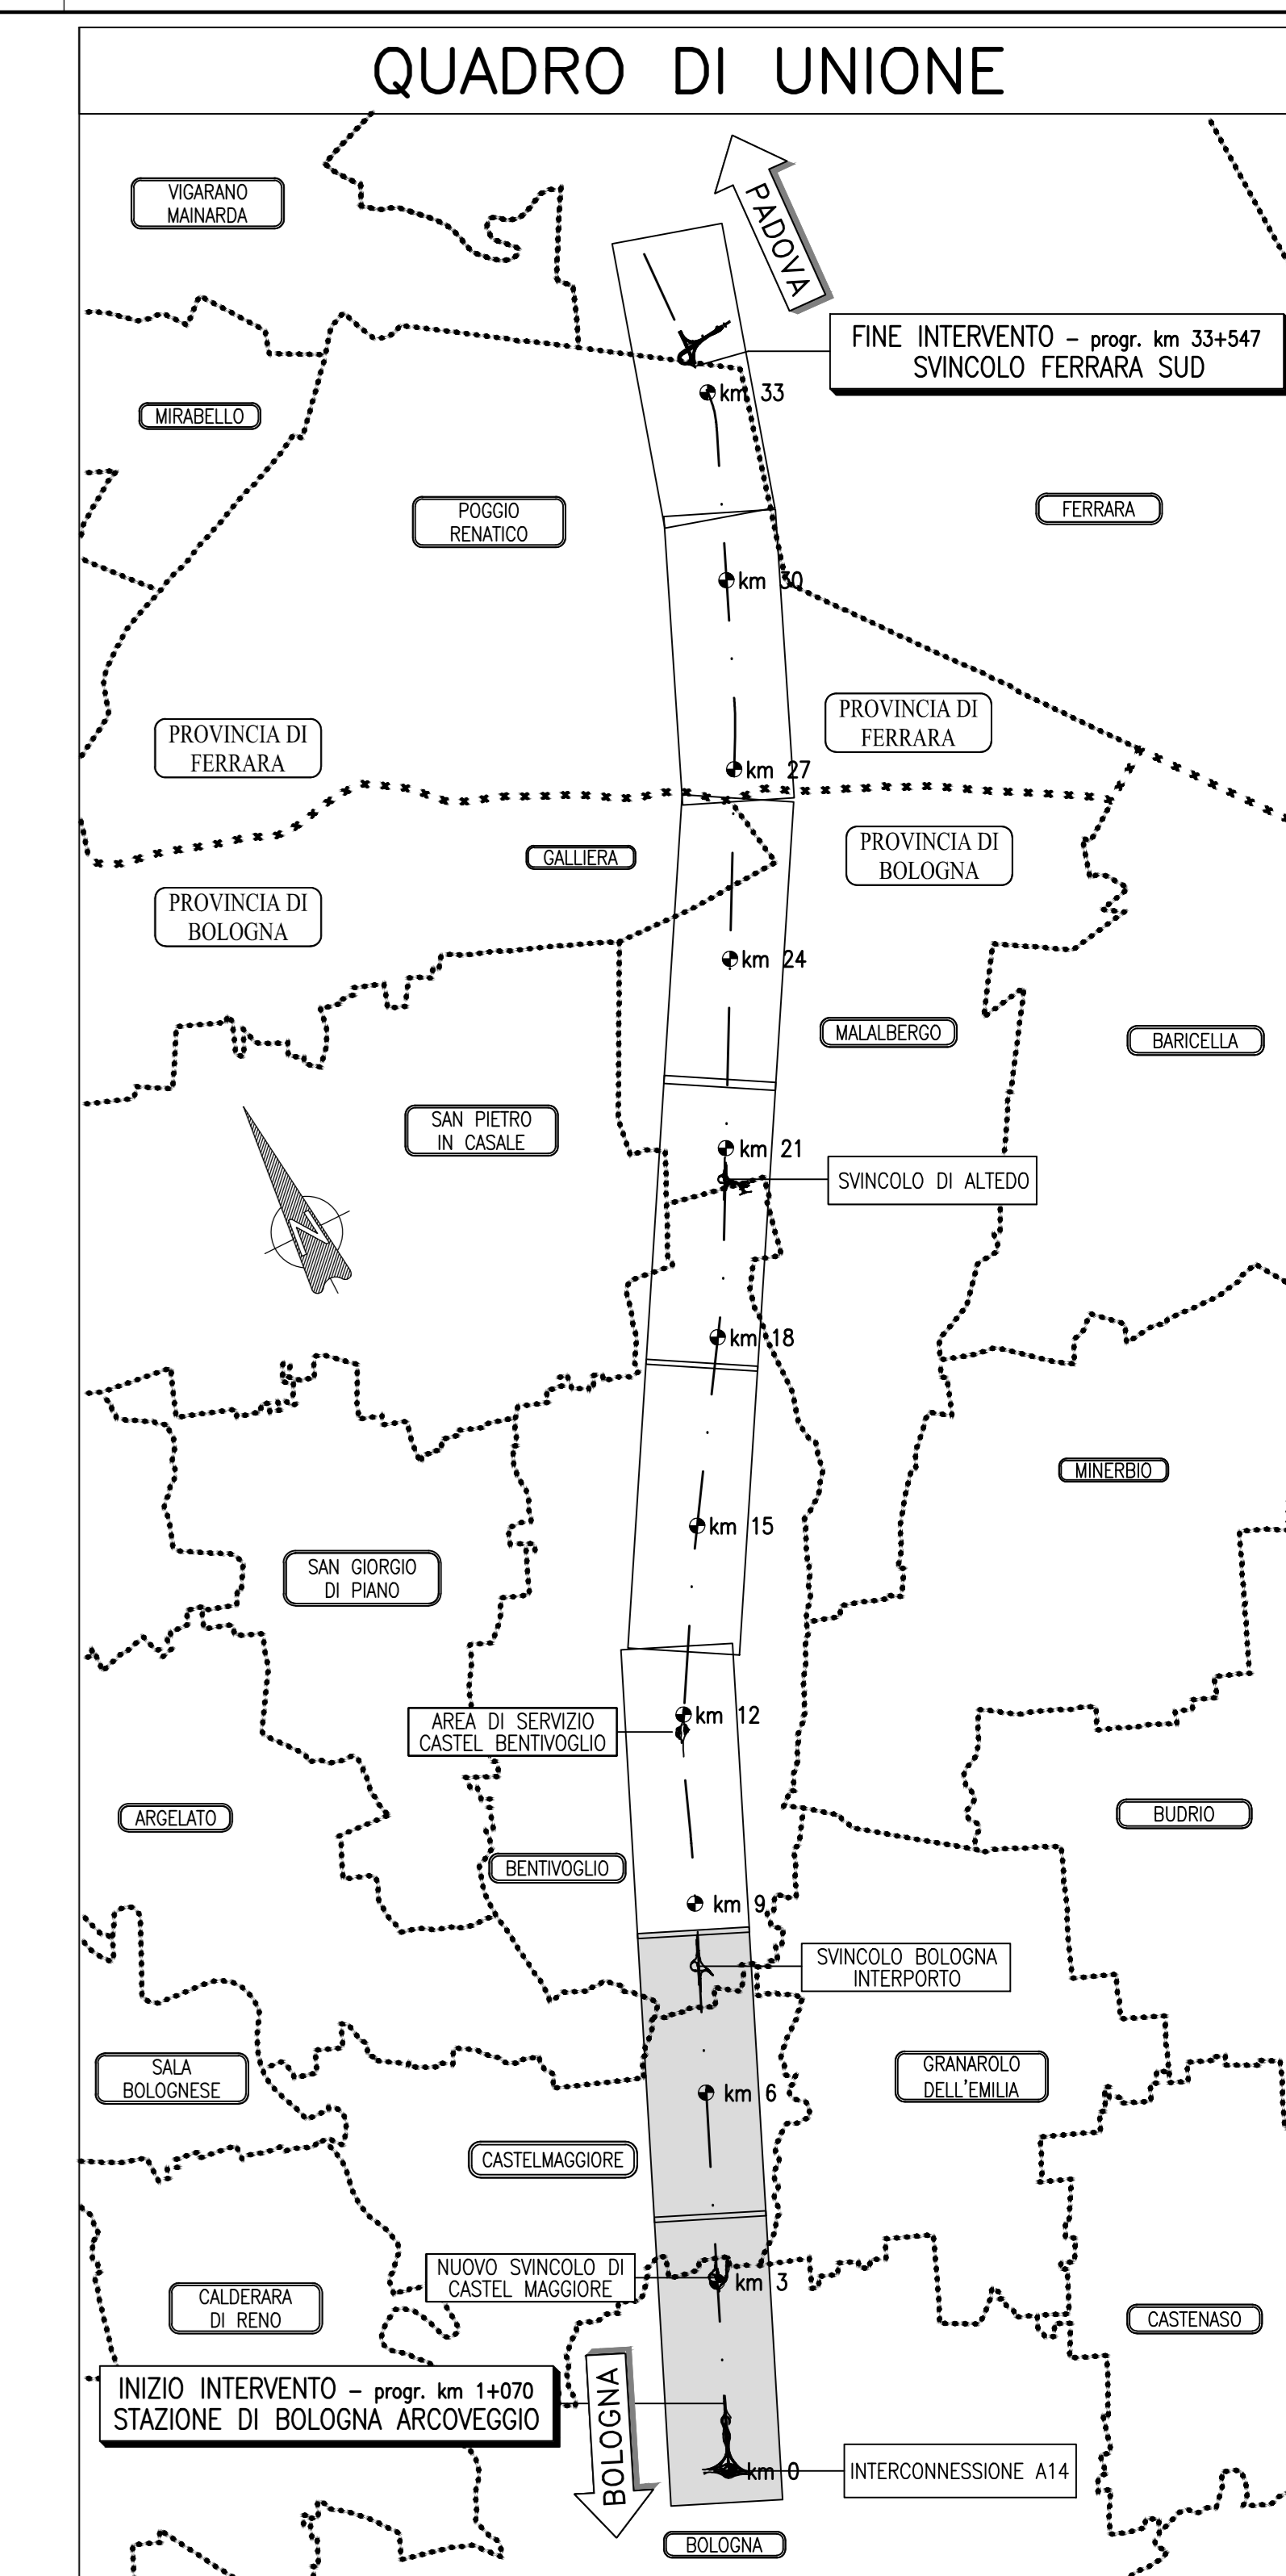 QUADRO DI UNIONE
VIGARANO
MAINARDA
PADOVA
FINE INTERVENTO – progr. km 33+547
SVINCOLO FERRARA SUD
km 33
MIRABELLO
POGGIO
RENATICO
FERRARA
km 30
PROVINCIA DI
FERRARA
PROVINCIA DI
FERRARA
km 27
GALLIERA
PROVINCIA DI
BOLOGNA
PROVINCIA DI
BOLOGNA
km 24
MALALBERGO
BARICELLA
SAN PIETRO
IN CASALE
km 21
SVINCOLO DI ALTEDO
N
km 18
MINERBIO
km 15
SAN GIORGIO
DI PIANO
km 12
AREA DI SERVIZIO
CASTEL BENTIVOGLIO
ARGELATO
BUDRIO
BENTIVOGLIO
km 9
SVINCOLO BOLOGNA
INTERPORTO
SALA
BOLOGNESE
GRANAROLO
DELL'EMILIA
km 6
CASTELMAGGIORE
NUOVO SVINCOLO DI
CASTEL MAGGIORE
km 3
CALDERARA
DI RENO
CASTENASO
INIZIO INTERVENTO – progr. km 1+070
STAZIONE DI BOLOGNA ARCOVEGGIO
BOLOGNA
km 0
INTERCONNESSIONE A14
BOLOGNA